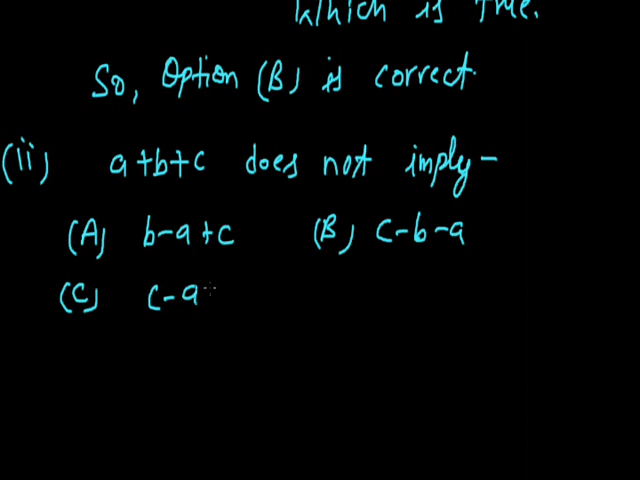 which is true.
So, Option (B) is correct.
(ii) a+b+c does not imply-
(A) b-a+c (B) c-b-a
(C) c-a